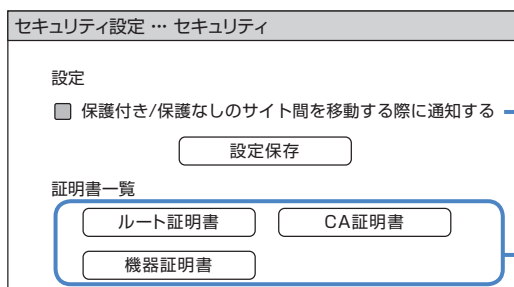 セキュリティ設定 … セキュリティ
設定
保護付き/保護なしのサイト間を移動する際に通知する
設定保存
証明書一覧
ルート証明書 CA証明書
機器証明書